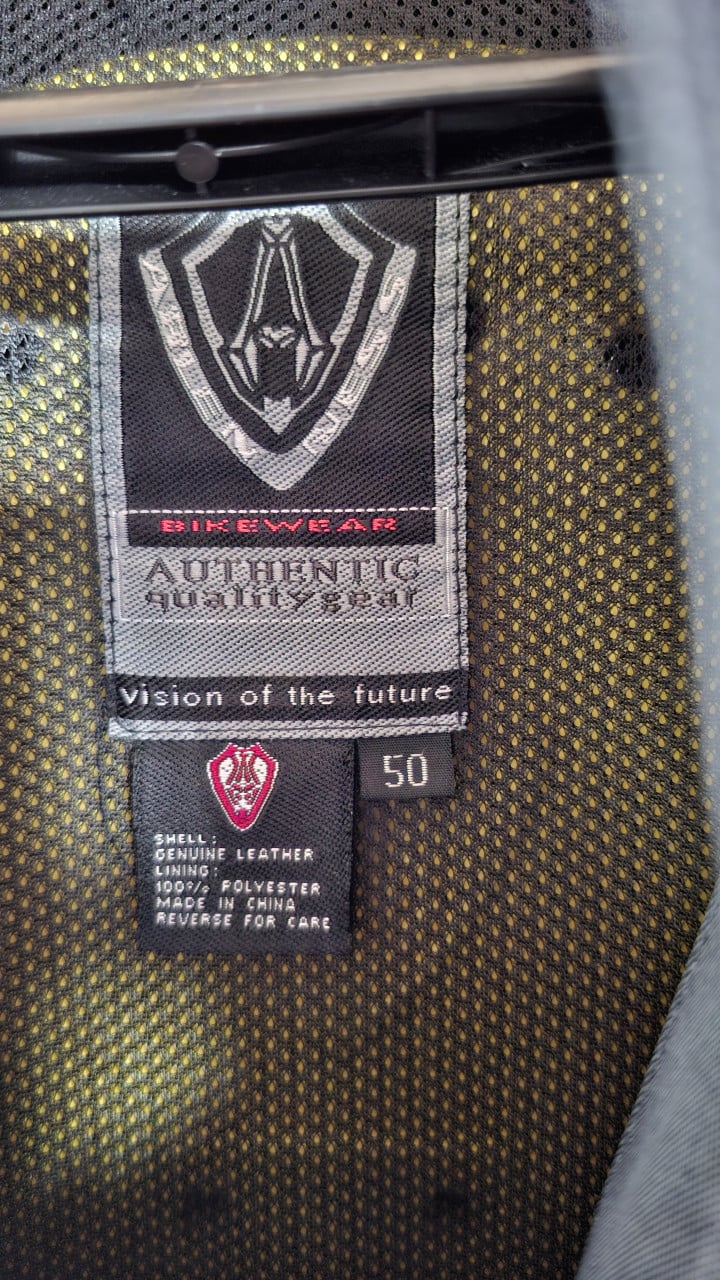 BIKEWEAR
AUTHENTIC
qualitygear
vision of the future
50
SHELL:
GENUINE LEATHER
LINING:
100% POLYESTER
MADE IN CHINA
REVERSE FOR CARE